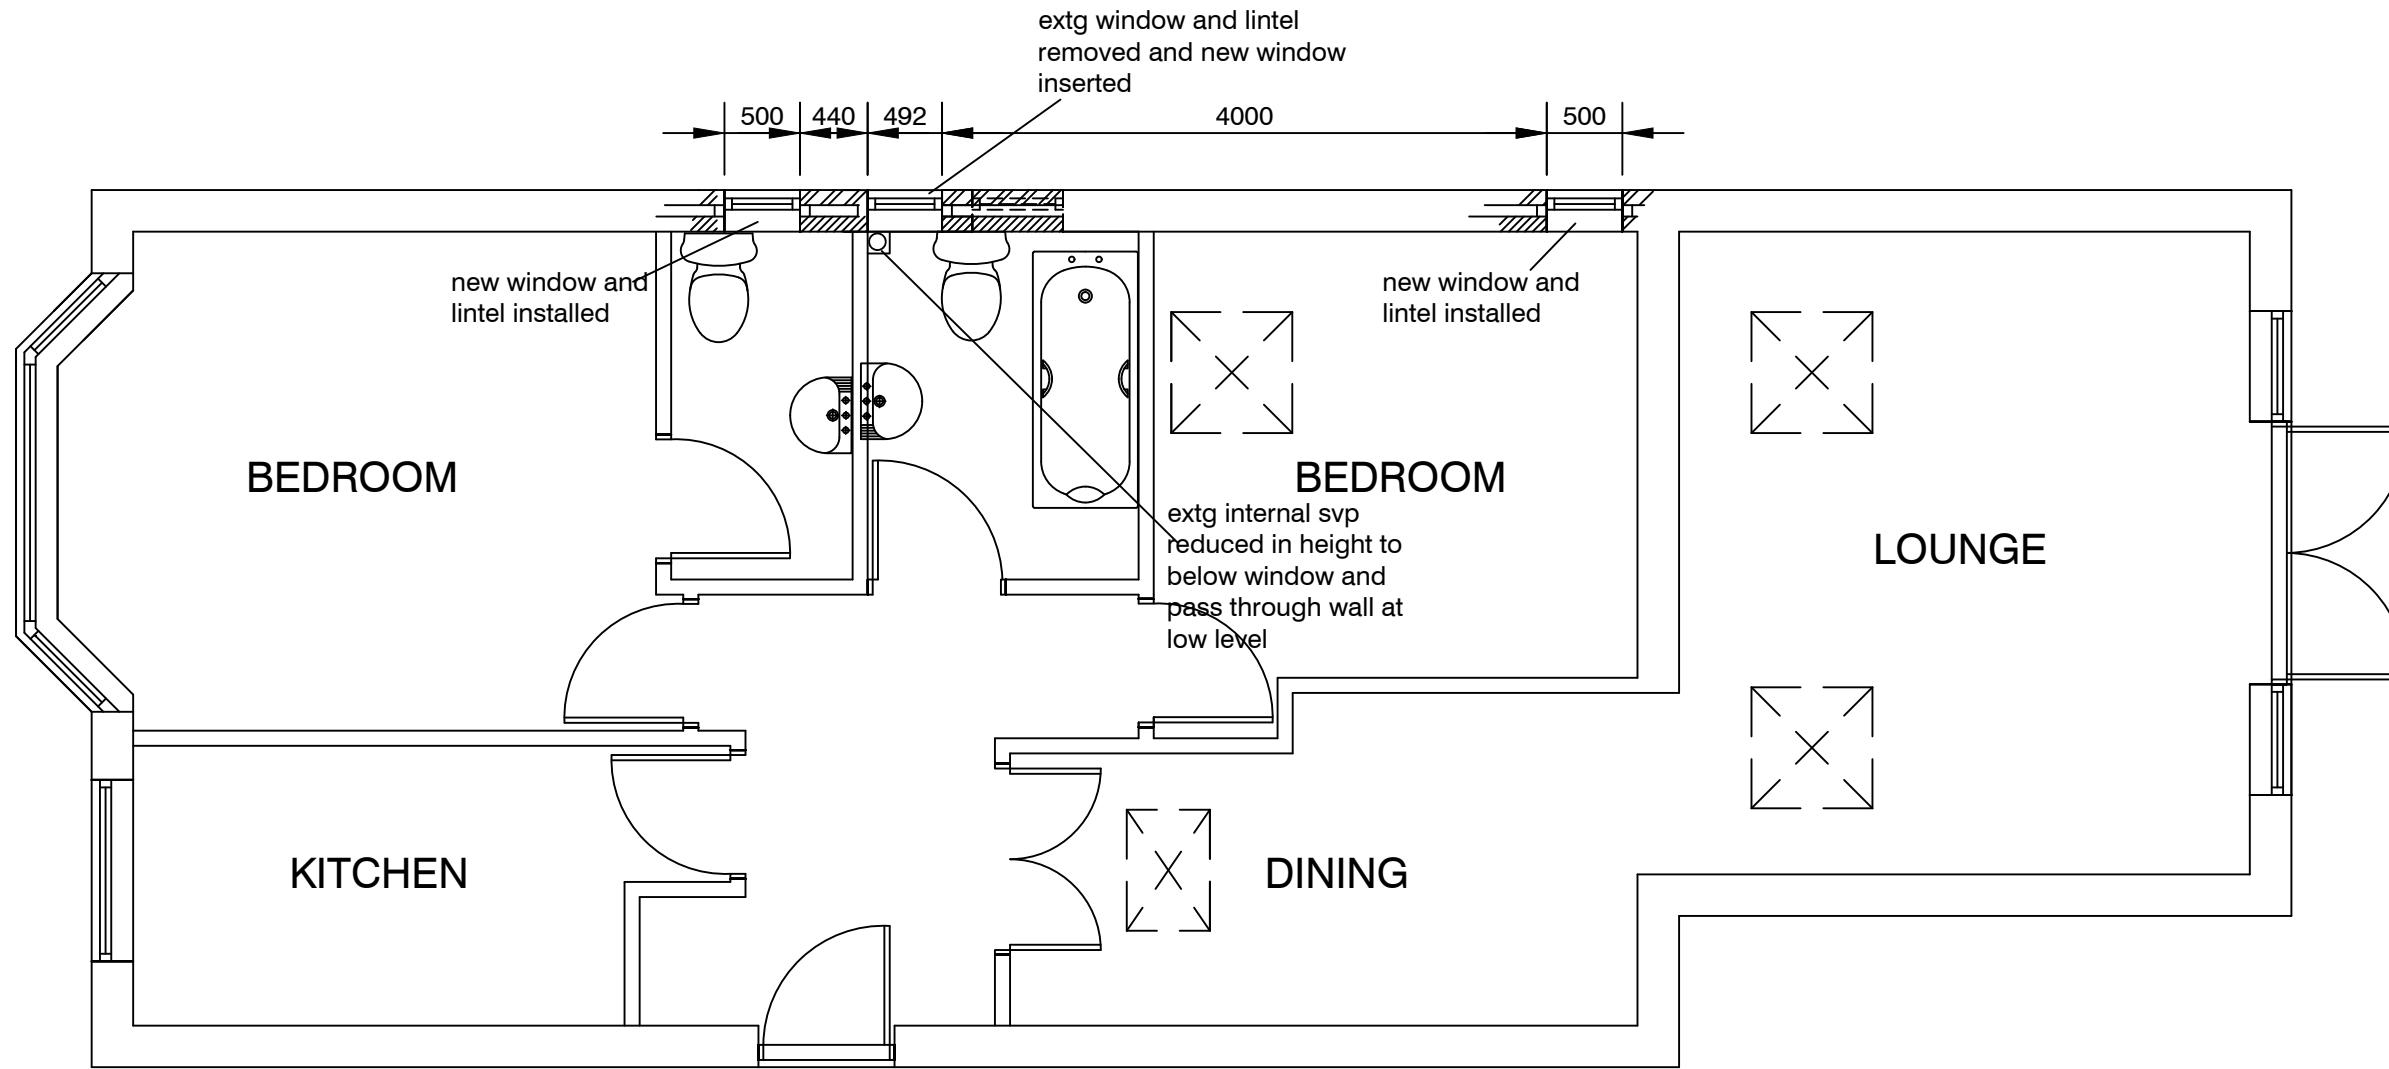 extg window and lintel
removed and new window
inserted
500 440 492 4000 500
new window and
lintel installed
new window and
lintel installed
BEDROOM
BEDROOM
extg internal svp
reduced in height to
below window and
pass through wall at
low level
LOUNGE
KITCHEN
DINING